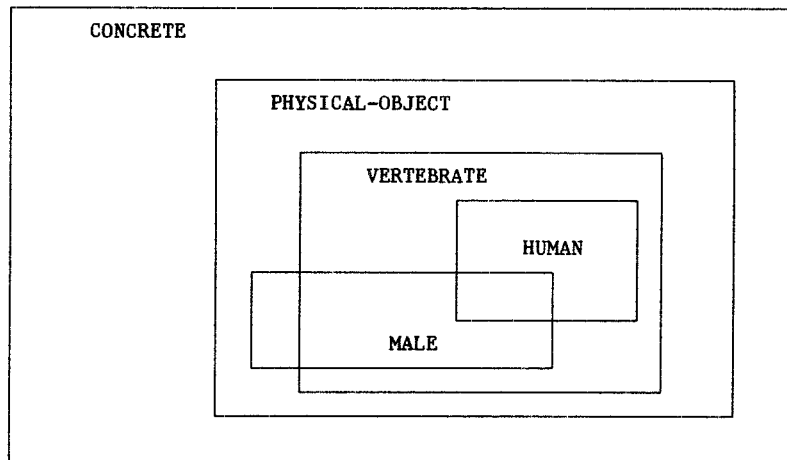 CONCRETE
PHYSICAL-OBJECT
VERTEBRATE
HUMAN
MALE